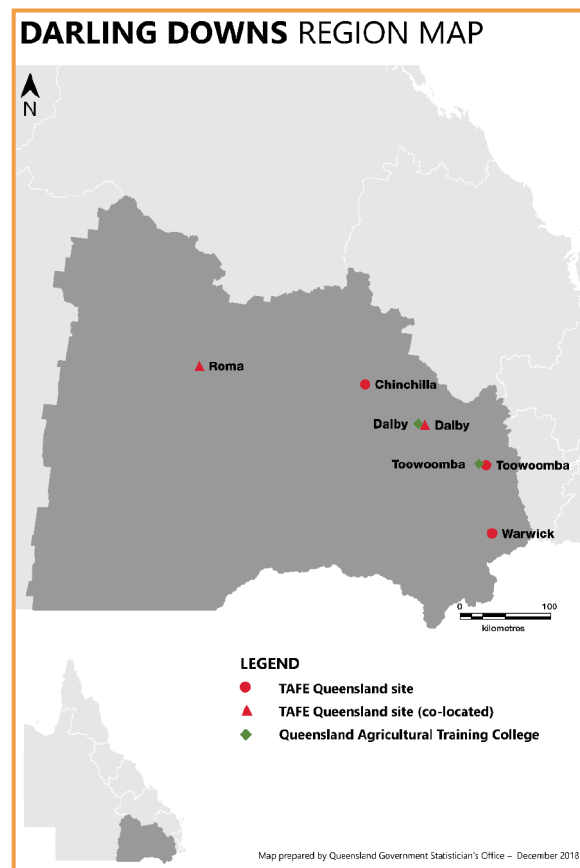 DARLING DOWNS REGION MAP
N
Roma
Chinchilla
Dalby Dalby
Toowoomba Toowoomba
Warwick
0 100
kilometres
LEGEND
TAFE Queensland site
TAFE Queensland site (co-located)
Queensland Agricultural Training College
Map prepared by Queensland Government Statistician's Office – December 2018